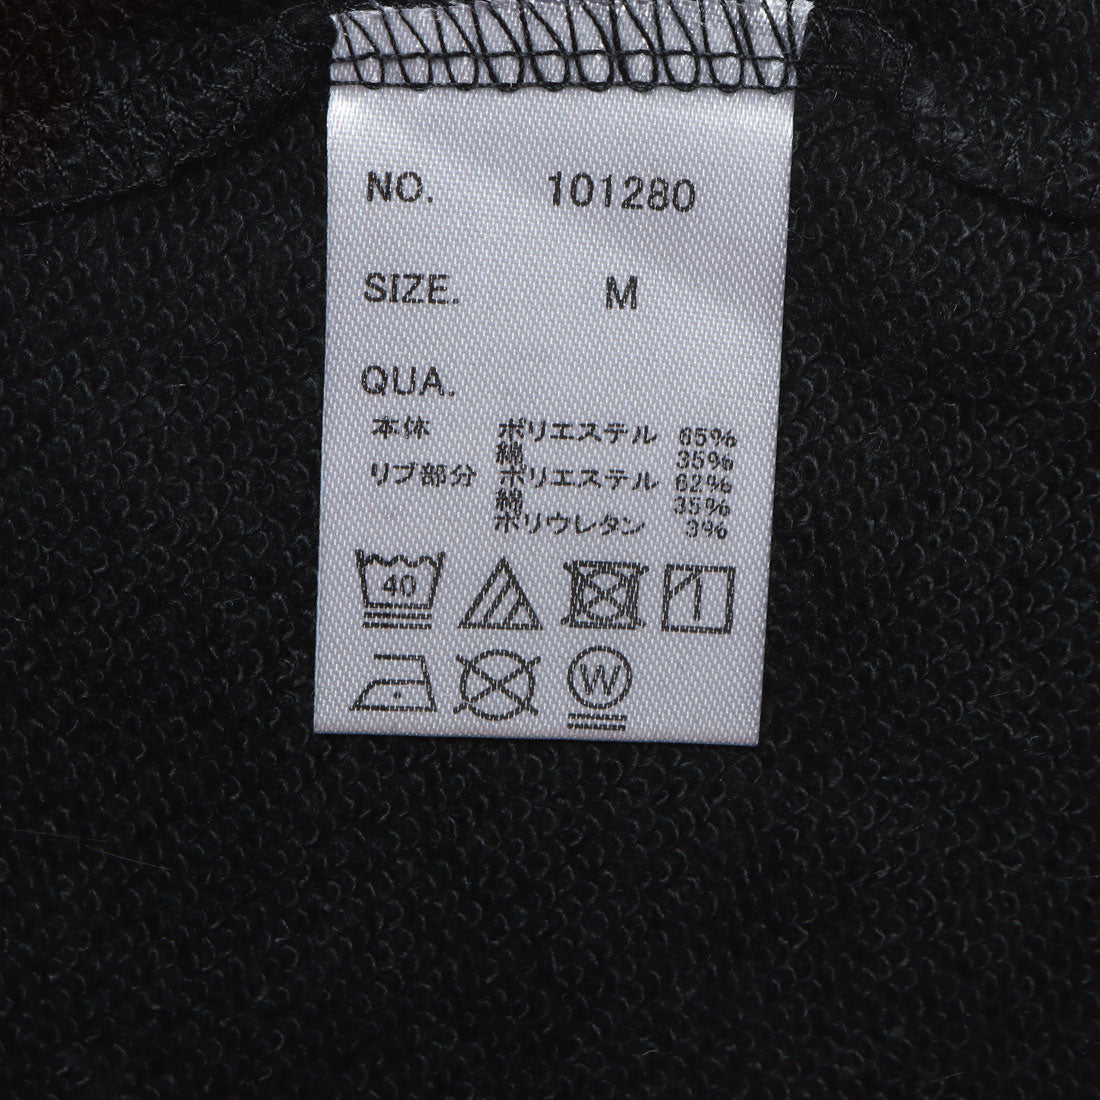 NO. 101280
SIZE. M
QUA.
本体 ポリエステル 65%
綿 35%
リブ部分 ポリエステル 62%
綿 35%
ポリウレタン 3%
40
W